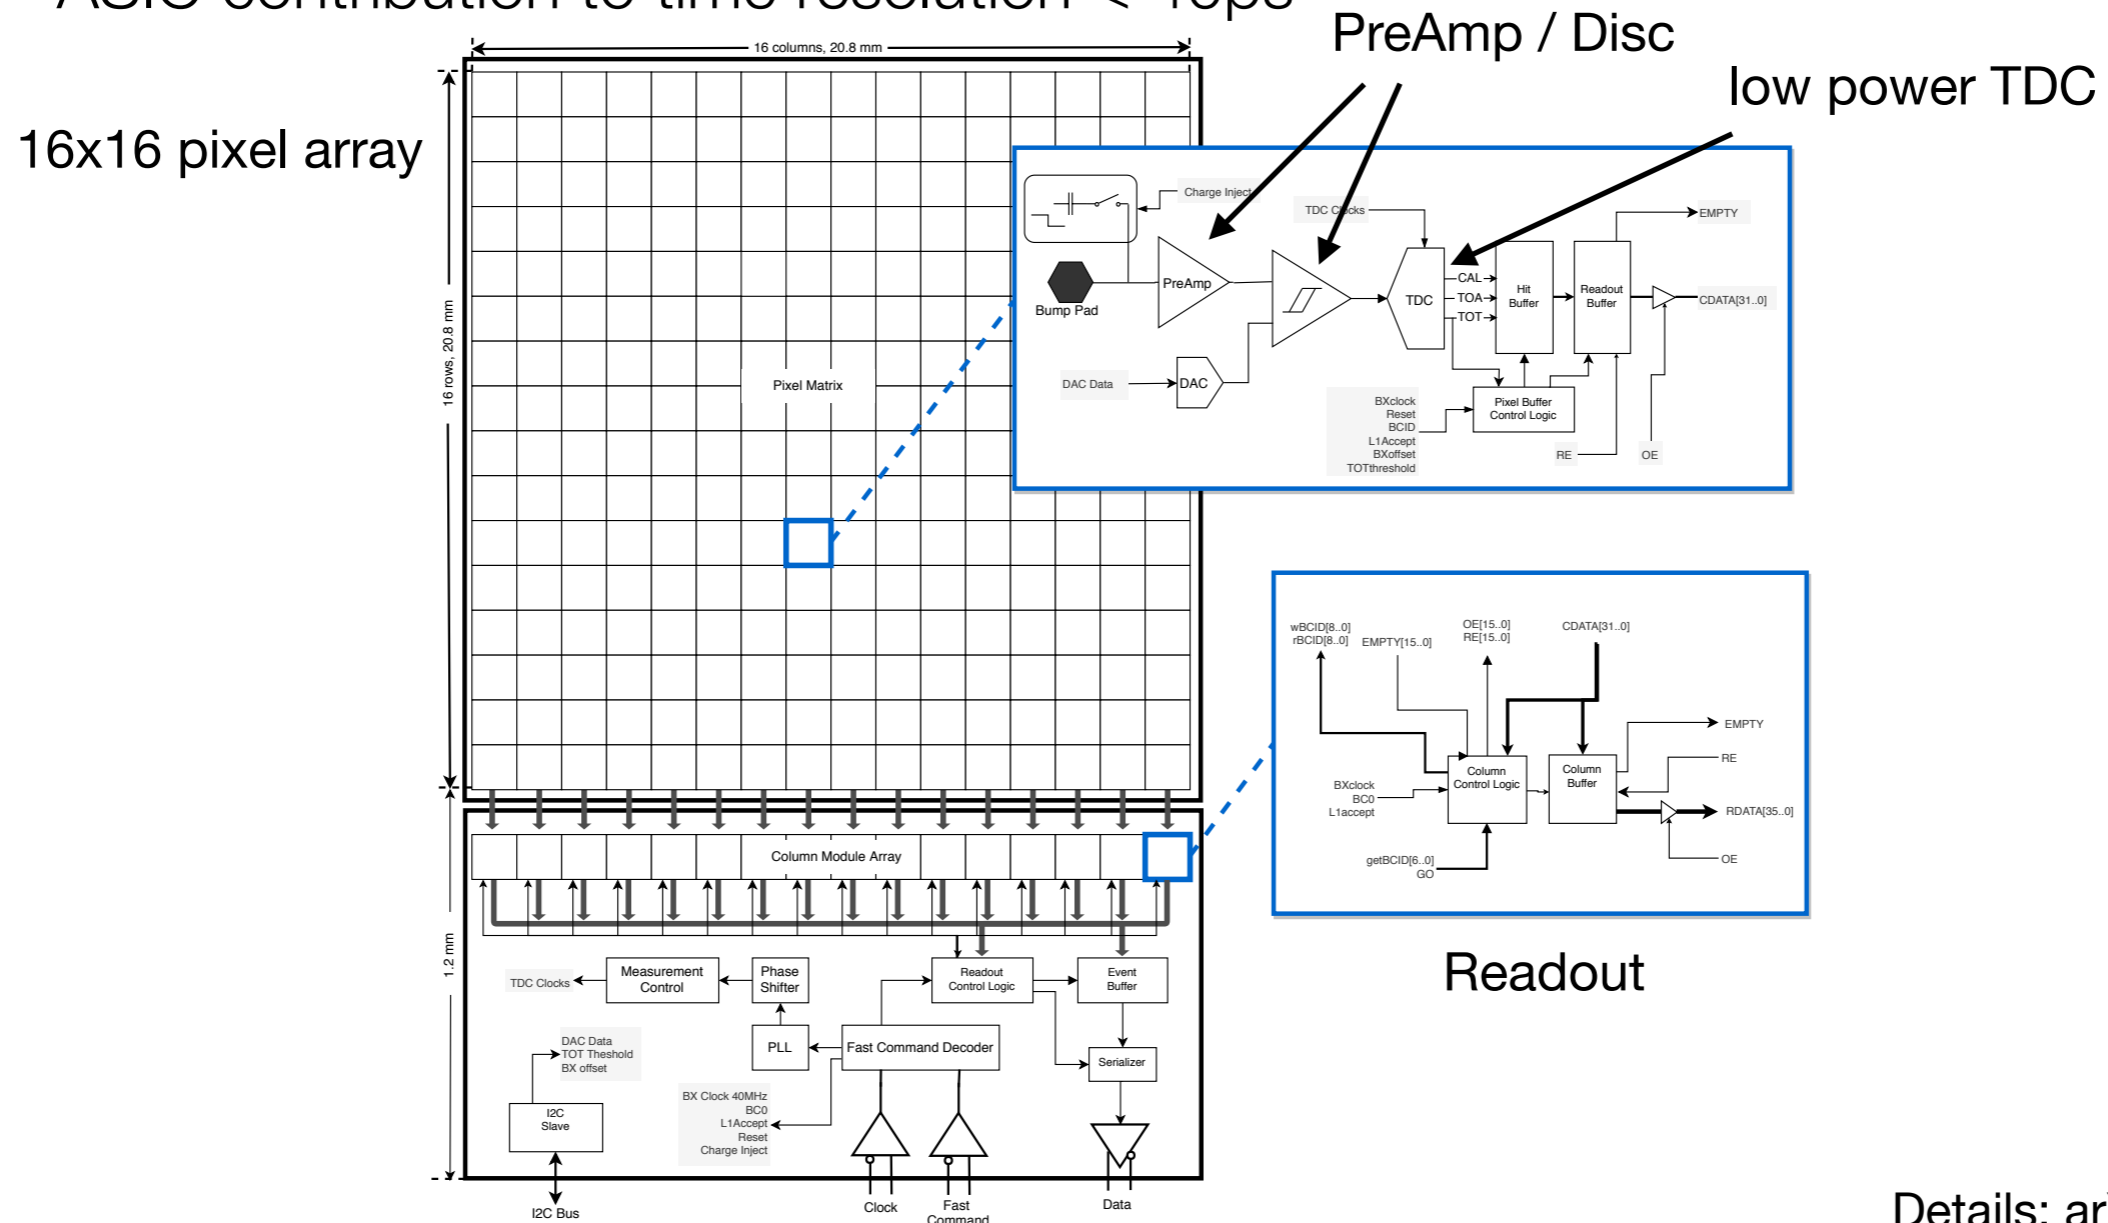 ASIC contribution to time resolution < 40ps
PreAmp / Disc
low power TDC
16x16 pixel array
16 columns, 20.8 mm
16 rows, 20.8 mm
Pixel Matrix
Charge Inject
TDC Clocks
EMPTY
PreAmp
Bump Pad
TDC
CAL
TOA
TOT
Hit
Buffer
Readout
Buffer
CDATA[31..0]
DAC Data
DAC
BXclock
Reset
BCID
L1Accept
BXoffset
TOTthreshold
Pixel Buffer
Control Logic
RE
OE
wBCID[8..0]
rBCID[8..0]
EMPTY[15..0]
OE[15..0]
RE[15..0]
CDATA[31..0]
EMPTY
RE
Column
Control Logic
Column
Buffer
BXclock
BC0
L1accept
RDATA[35..0]
getBCID[6..0]
GO
OE
Readout
Column Module Array
1.2 mm
TDC Clocks
Measurement
Control
Phase
Shifter
Readout
Control Logic
Event
Buffer
DAC Data
TOT Theshold
BX offset
PLL
Fast Command Decoder
Serializer
I2C
Slave
BX Clock 40MHz
BC0
L1Accept
Reset
Charge Inject
I2C Bus
Clock
Fast
Command
Data
Details: